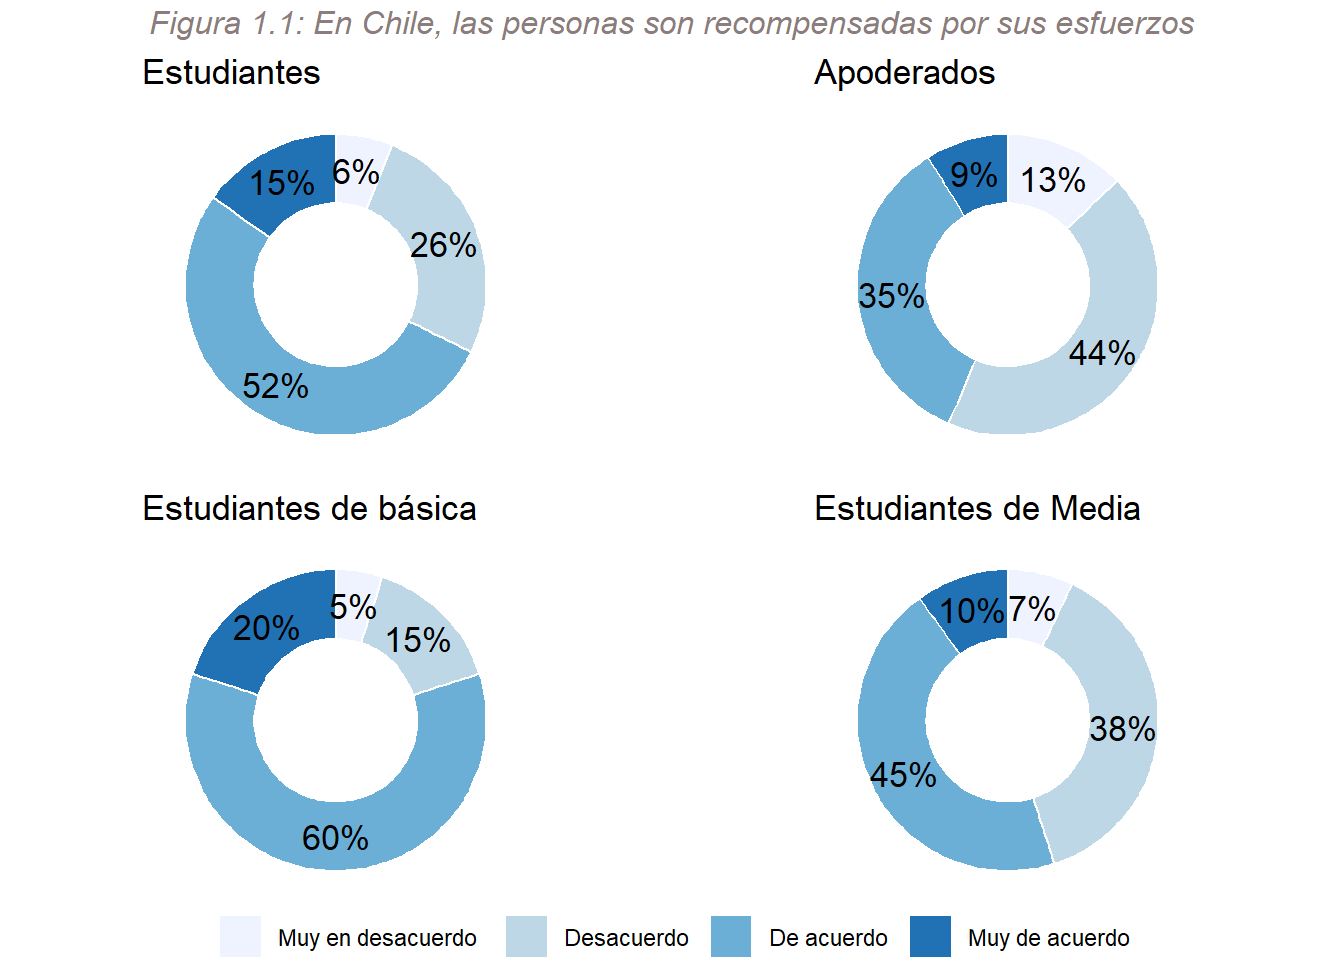 Figura 1.1: En Chile, las personas son recompensadas por sus esfuerzos
Estudiantes
6%
26%
52%
15%
Apoderados
13%
44%
35%
9%
Estudiantes de básica
5%
15%
60%
20%
Estudiantes de Media
7%
38%
45%
10%
Muy en desacuerdo Desacuerdo De acuerdo Muy de acuerdo